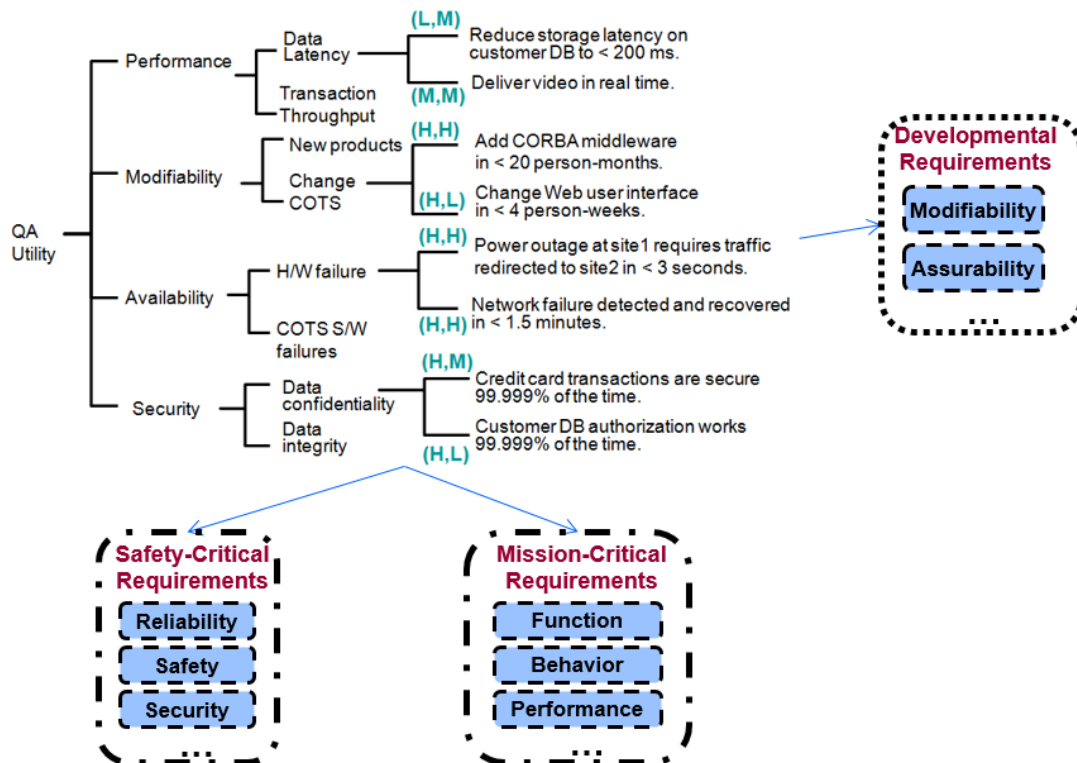 QA
Utility
Performance
Data
Latency
(L,M)
Reduce storage latency on
customer DB to < 200 ms.
(M,M)
Deliver video in real time.
Transaction
Throughput
Modifiability
New products
Change
COTS
(H,H)
Add CORBA middleware
in < 20 person-months.
(H,L)
Change Web user interface
in < 4 person-weeks.
Availability
H/W failure
(H,H)
Power outage at site1 requires traffic
redirected to site2 in < 3 seconds.
(H,H)
Network failure detected and recovered
in < 1.5 minutes.
COTS S/W
failures
Security
Data
confidentiality
(H,M)
Credit card transactions are secure
99.999% of the time.
(H,L)
Customer DB authorization works
99.999% of the time.
Data
integrity
Developmental
Requirements
Modifiability
Assurability
...
Safety-Critical
Requirements
Reliability
Safety
Security
...
Mission-Critical
Requirements
Function
Behavior
Performance
...